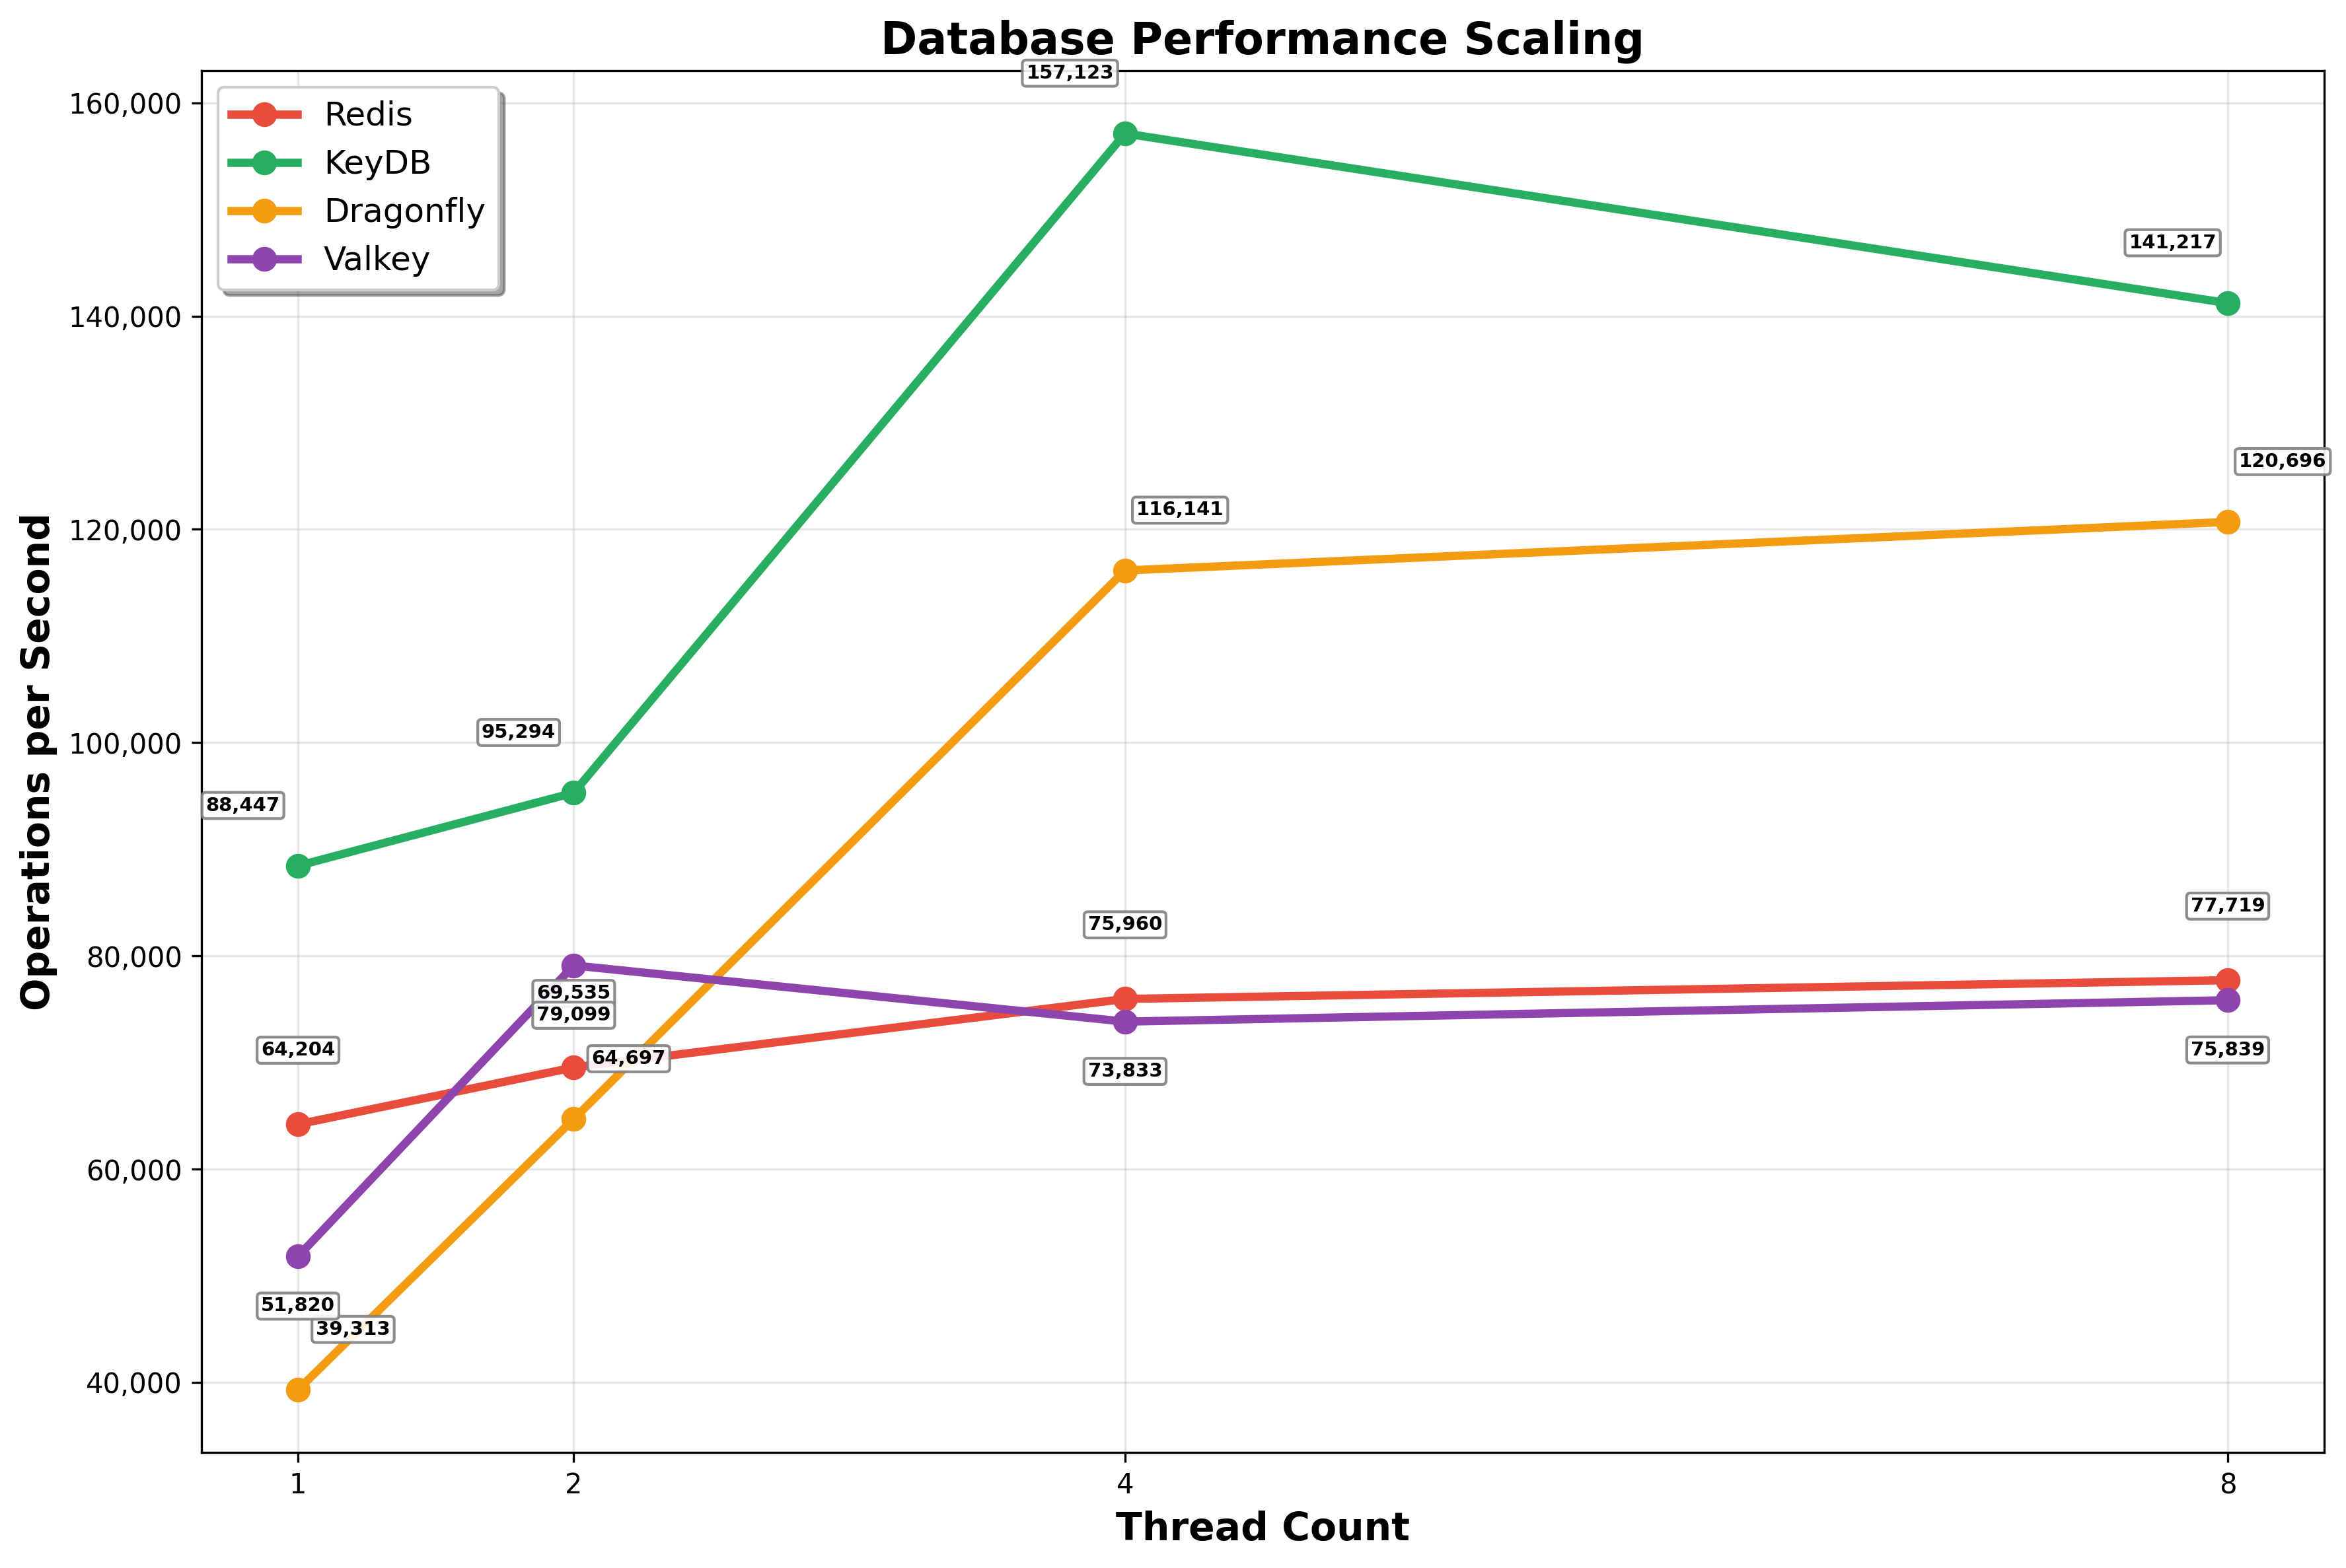 Database Performance Scaling
157,123
160,000
Redis
KeyDB
Dragonfly
Valkey
141,217
140,000
120,696
116,141
120,000
95,294
100,000
88,447
75,960
77,719
80,000
69,535
79,099
64,204
64,697
73,833
75,839
60,000
51,820
39,313
40,000
Operations per Second
1 2 4 8
Thread Count